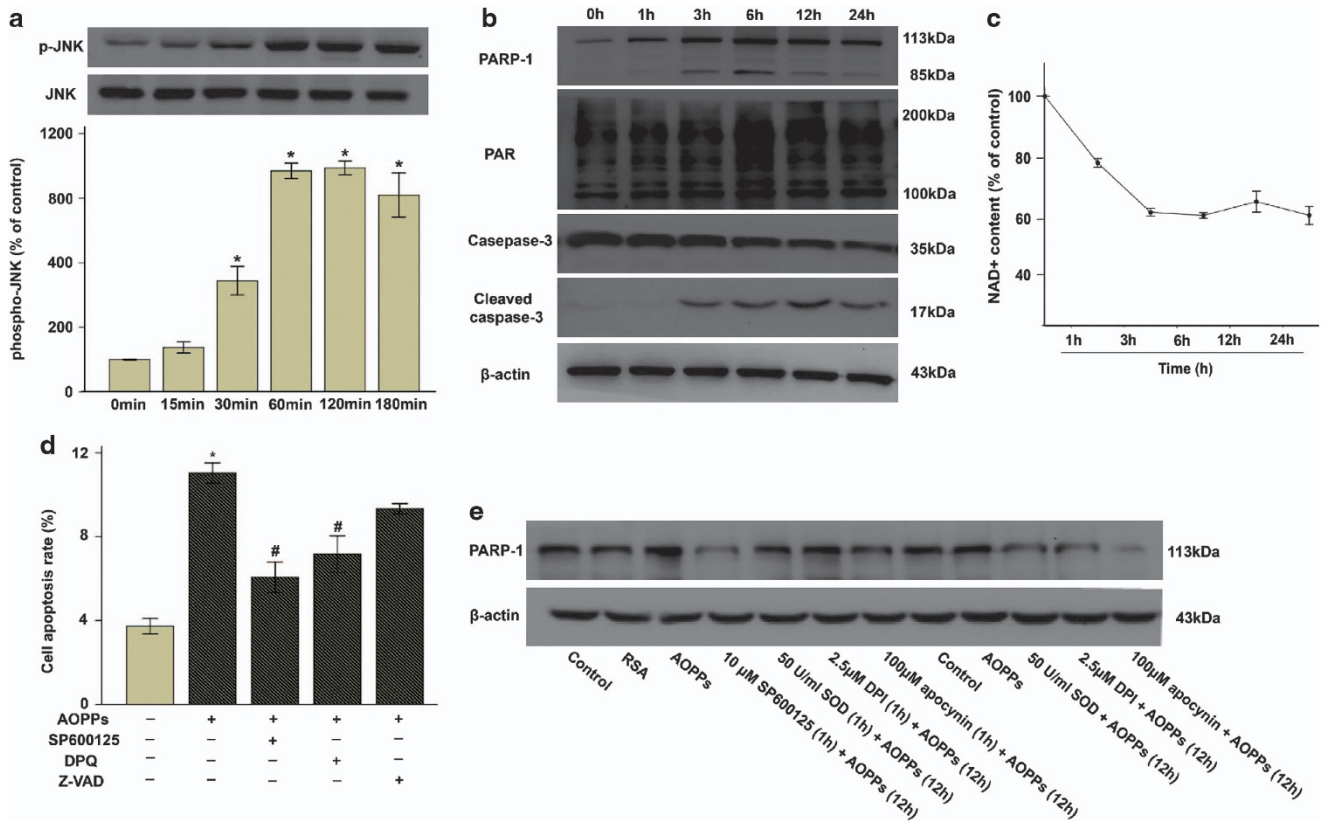 a
p-JNK
JNK
1200
800
400
200
0
phospho-JNK (% of control)
* * * *
0min 15min 30min 60min 120min 180min
b
0h 1h 3h 6h 12h 24h
PARP-1
113kDa
85kDa
200kDa
PAR
100kDa
Casepase-3
35kDa
Cleaved
caspase-3
17kDa
β-actin
43kDa
c
100
80
60
40
NAD+ content (% of control)
1h 3h 6h 12h 24h
Time (h)
d
12
8
4
0
Cell apoptosis rate (%)
* # #
AOPPs – + + + +
SP600125 – – + – –
DPQ – – – + –
Z-VAD – – – – +
e
PARP-1
113kDa
β-actin
43kDa
Control
RSA
AOPPs
10 µM SP600125 (1h) + AOPPs (12h)
50 U/ml SOD (1h) + AOPPs (12h)
2.5µM DPI (1h) + AOPPs (12h)
100µM apocynin (1h) + AOPPs (12h)
Control
AOPPs
50 U/ml SOD + AOPPs (12h)
2.5µM DPI + AOPPs (12h)
100µM apocynin + AOPPs (12h)